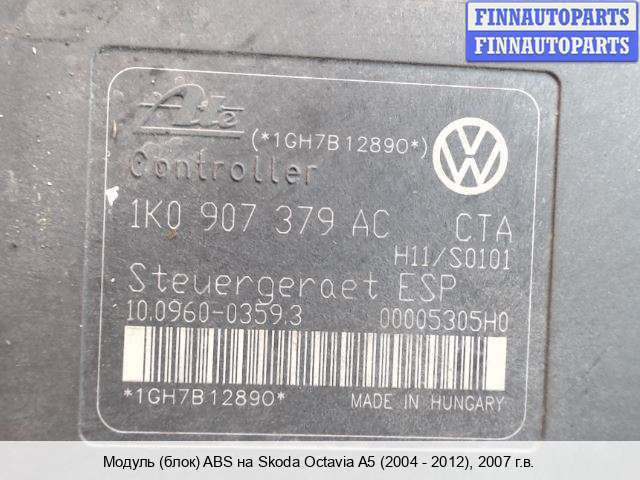 FINNAUTOPARTS
FINNAUTOPARTS
Ate
(*1GH7B12890*)
Controller
1K0 907 379 AC CTA
H11/S0101
Steuergeraet ESP
10.0960-0359.3 00005305H0
*1GH7B12890* MADE IN HUNGARY
Модуль (блок) ABS на Skoda Octavia A5 (2004 - 2012), 2007 г.в.